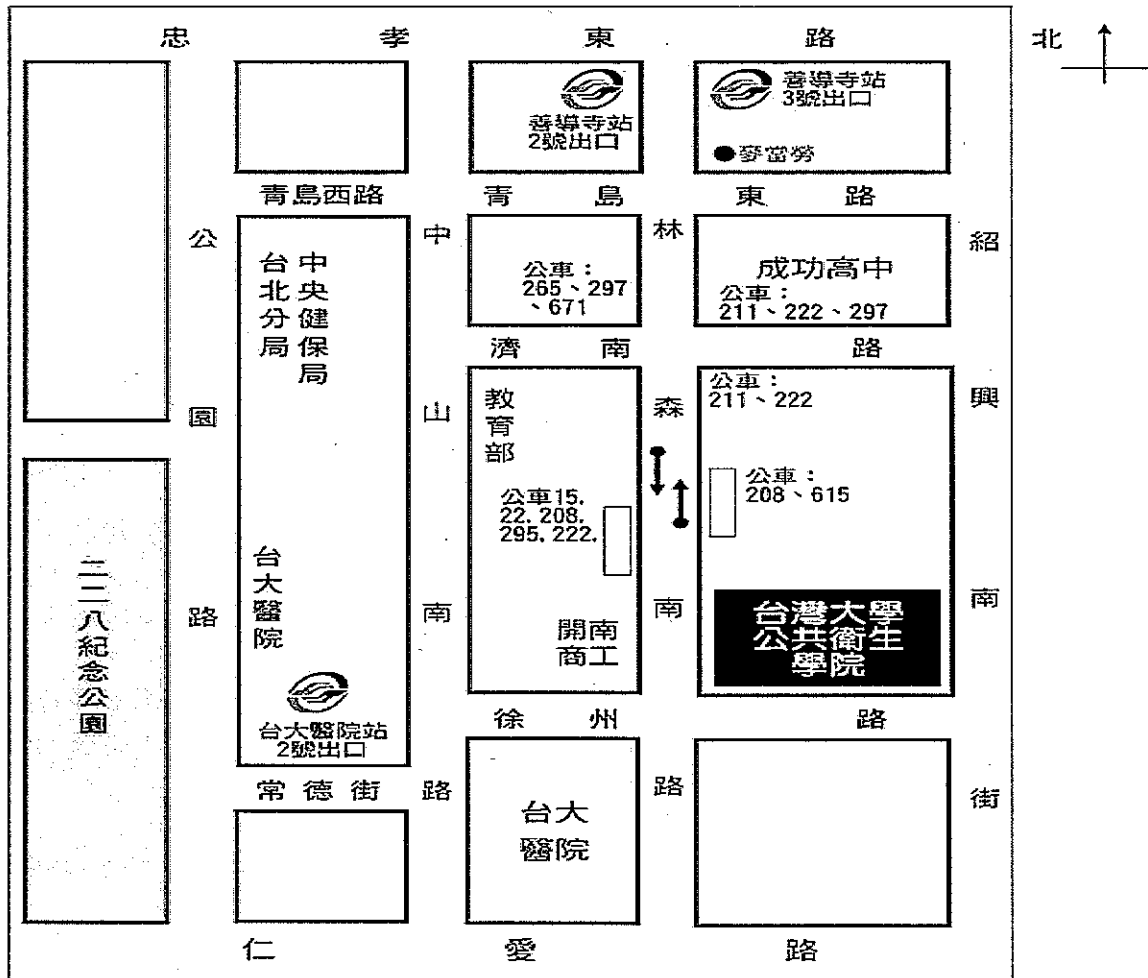 忠孝東路
北
善導寺站
2號出口
善導寺站
3號出口
●麥當勞
青島西路
青島東路
公園路
中山南路
林森南路
紹興南街
中央健保局
台北分局
公車：
265、297
、671
成功高中
公車：
211、222、297
濟南路
教育部
公車：
211、222
公車15.
22.208.
295.222.
公車：
208、615
二二八紀念公園
台大醫院
開南
商工
台灣大學
公共衛生
學院
台大醫院站
2號出口
徐州路
常德街
台大
醫院
仁愛路